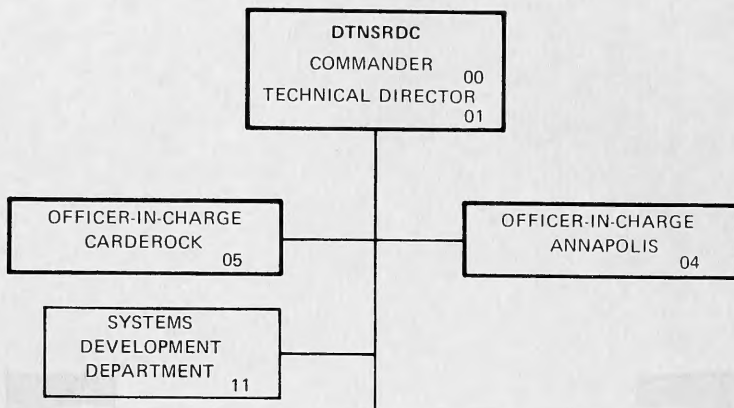 DTNSRDC
COMMANDER 00
TECHNICAL DIRECTOR
01
OFFICER-IN-CHARGE
CARDEROCK
05
OFFICER-IN-CHARGE
ANNAPOLIS
04
SYSTEMS
DEVELOPMENT
DEPARTMENT 11